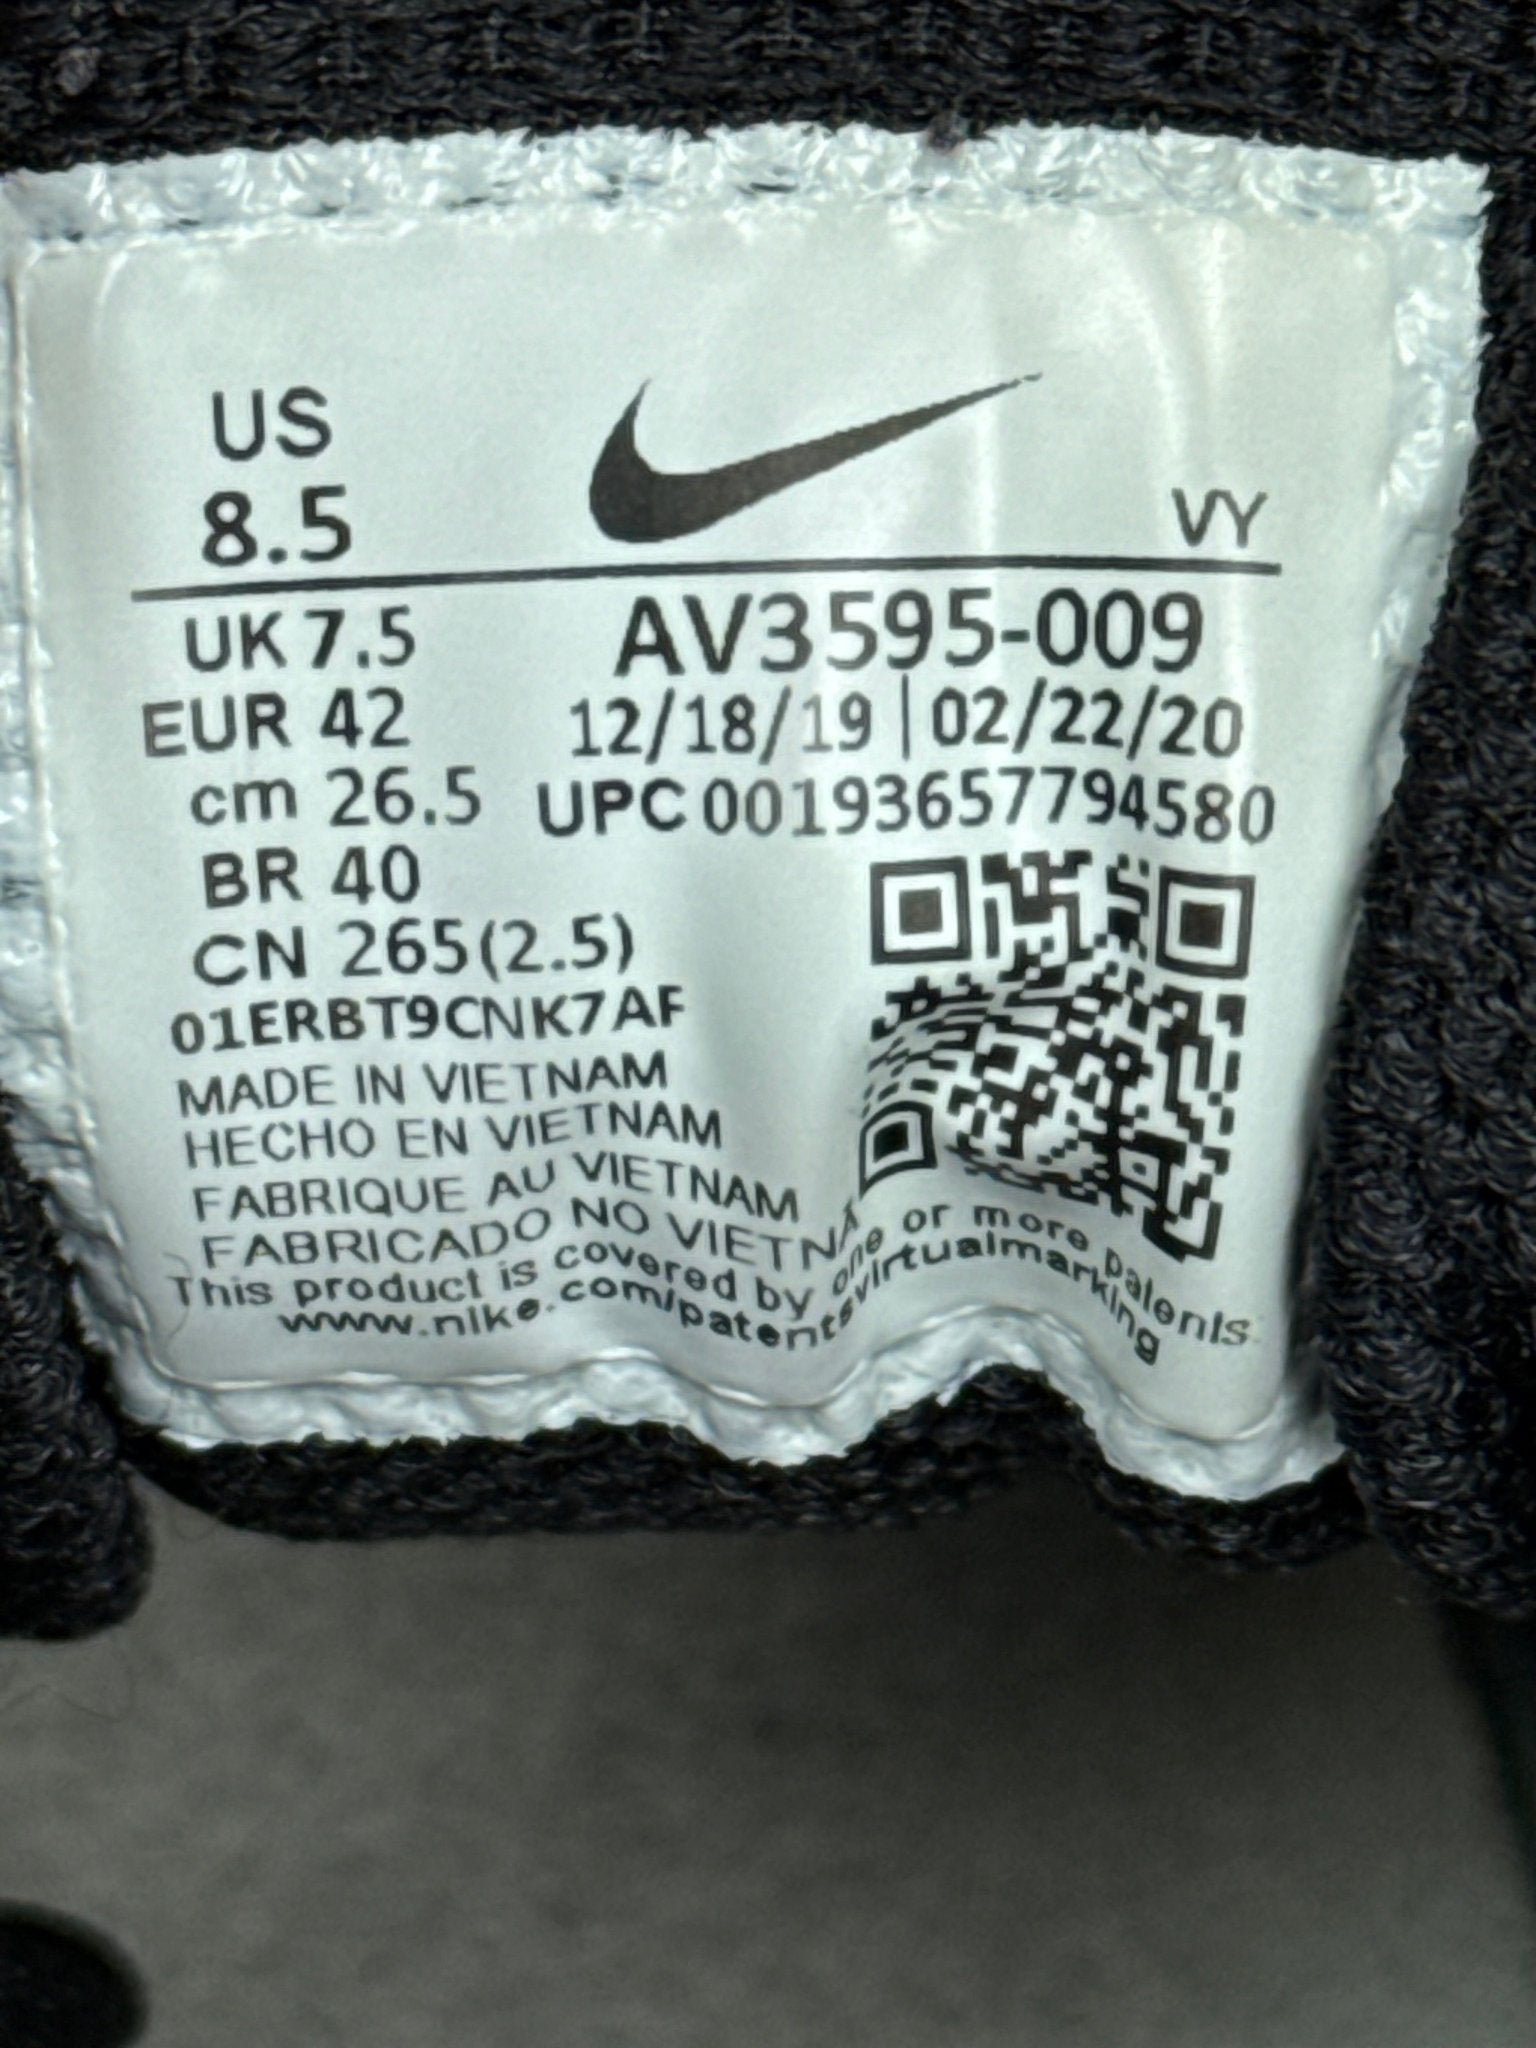 US
8.5
VY
UK 7.5
AV3595-009
EUR 42
12/18/19 | 02/22/20
cm 26.5
UPC 00193657794580
BR 40
CN 265(2.5)
01ERBT9CNK7AF
MADE IN VIETNAM
HECHO EN VIETNAM
FABRIQUE AU VIETNAM
FABRICADO NO VIETNÃ
This product is covered by one or more patents.
www.nike.com/patentsvirtualmarking